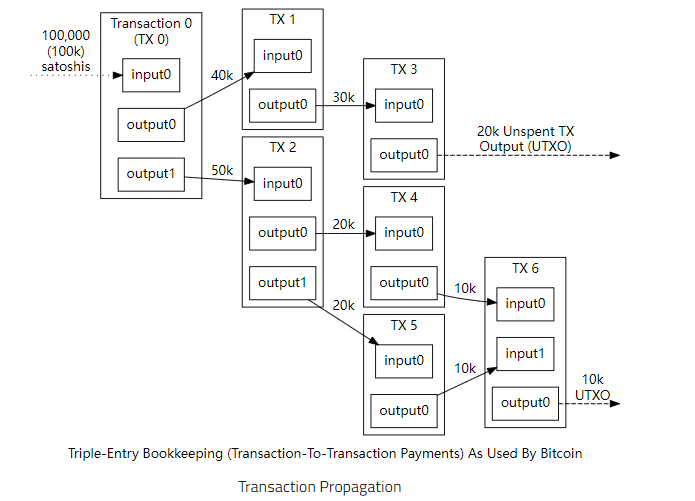 Transaction 0
(TX 0)
100,000
(100k)
satoshis
input0
output0
output1
40k
50k
TX 1
input0
output0
30k
TX 2
input0
output0
output1
20k
20k
TX 3
input0
output0
20k Unspent TX
Output (UTXO)
TX 4
input0
output0
10k
TX 5
input0
output0
10k
TX 6
input0
input1
output0
10k
UTXO
Triple-Entry Bookkeeping (Transaction-To-Transaction Payments) As Used By Bitcoin
Transaction Propagation